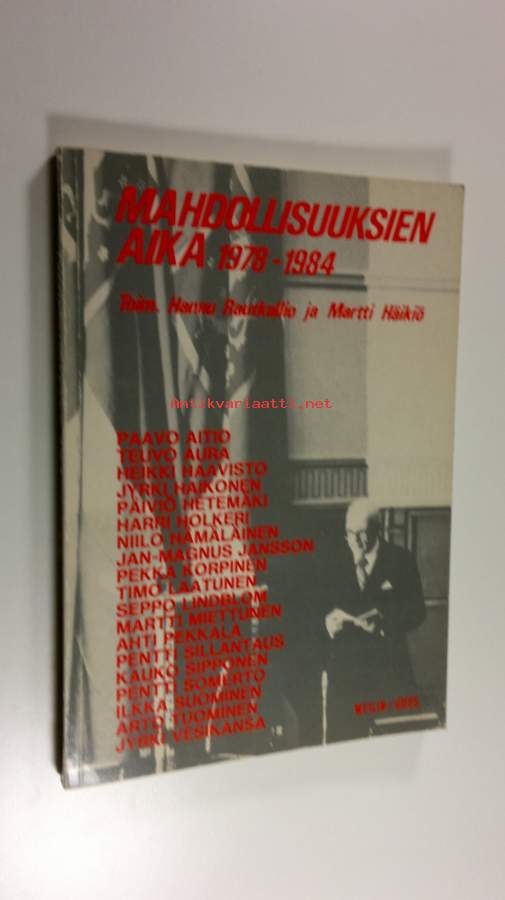 MAHDOLLISUUKSIEN
AIKA 1978-1984
Toim. Hannu Rautkallio ja Martti Häikiö
Antikvariaatti.net
PAAVO AITIO
TEUVO AURA
HEIKKI HAAVISTO
JYRKI HAIKONEN
PÄIVIÖ HETEMÄKI
HARRI HOLKERI
NIILO HÄMÄLÄINEN
JAN-MAGNUS JANSSON
PEKKA KORPINEN
TIMO LAATUNEN
SEPPO LINDBLOM
MARTTI MIETTUNEN
AHTI PEKKALA
PENTTI SILLANTAUS
KAUKO SIPPONEN
PENTTI SOMERTO
ILKKA SUOMINEN
ARTO TUOMINEN
JYRKI VESIKANSA
WEILIN+GÖÖS